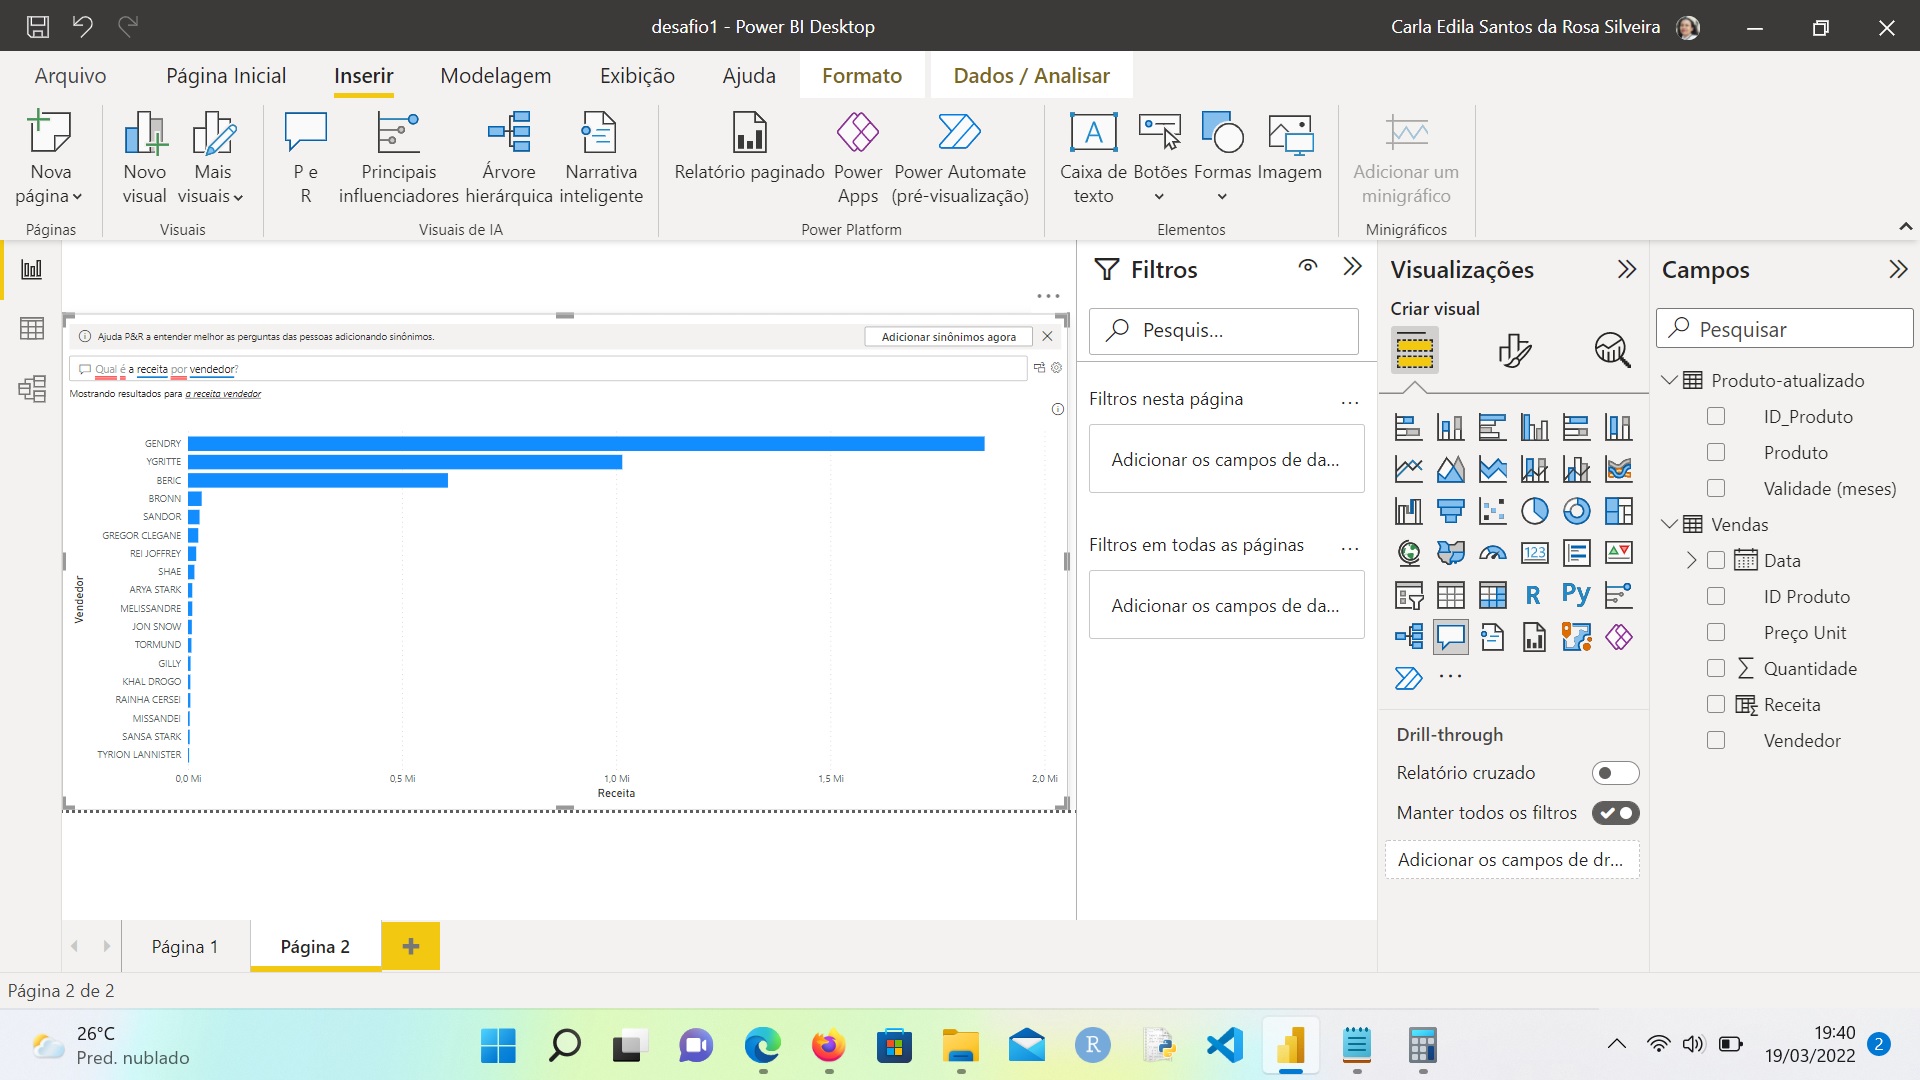 desafio1 - Power BI Desktop
Carla Edila Santos da Rosa Silveira
Arquivo
Página Inicial
Inserir
Modelagem
Exibição
Ajuda
Formato
Dados / Analisar
Nova página
Novo visual
Mais visuais
P e R
Principais influenciadores
Árvore hierárquica
Narrativa inteligente
Relatório paginado
Power Apps
Power Automate (pré-visualização)
Caixa de texto
Botões
Formas
Imagem
Adicionar um minigráfico
Páginas
Visuais
Visuais de IA
Power Platform
Elementos
Minigráficos
Ajuda P&R a entender melhor as perguntas das pessoas adicionando sinônimos.
Adicionar sinônimos agora
Qual é a receita por vendedor?
Mostrando resultados para a receita vendedor
Vendedor
GENDRY
YGRITTE
BERIC
BRONN
SANDOR
GREGOR CLEGANE
REI JOFFREY
SHAE
ARYA STARK
MELISSANDRE
JON SNOW
TORMUND
GILLY
KHAL DROGO
RAINHA CERSEI
MISSANDEI
SANSA STARK
TYRION LANNISTER
0,0 Mi
0,5 Mi
1,0 Mi
1,5 Mi
2,0 Mi
Receita
Filtros
Pesquis...
Filtros nesta página
...
Adicionar os campos de da...
Filtros em todas as páginas
...
Adicionar os campos de da...
Visualizações
Criar visual
123
R
Py
...
Drill-through
Relatório cruzado
Manter todos os filtros
Adicionar os campos de dr...
Campos
Pesquisar
Produto-atualizado
ID_Produto
Produto
Validade (meses)
Vendas
Data
ID Produto
Preço Unit
Quantidade
Receita
Vendedor
Página 1
Página 2
Página 2 de 2
26°C
Pred. nublado
R
19:40
19/03/2022
2